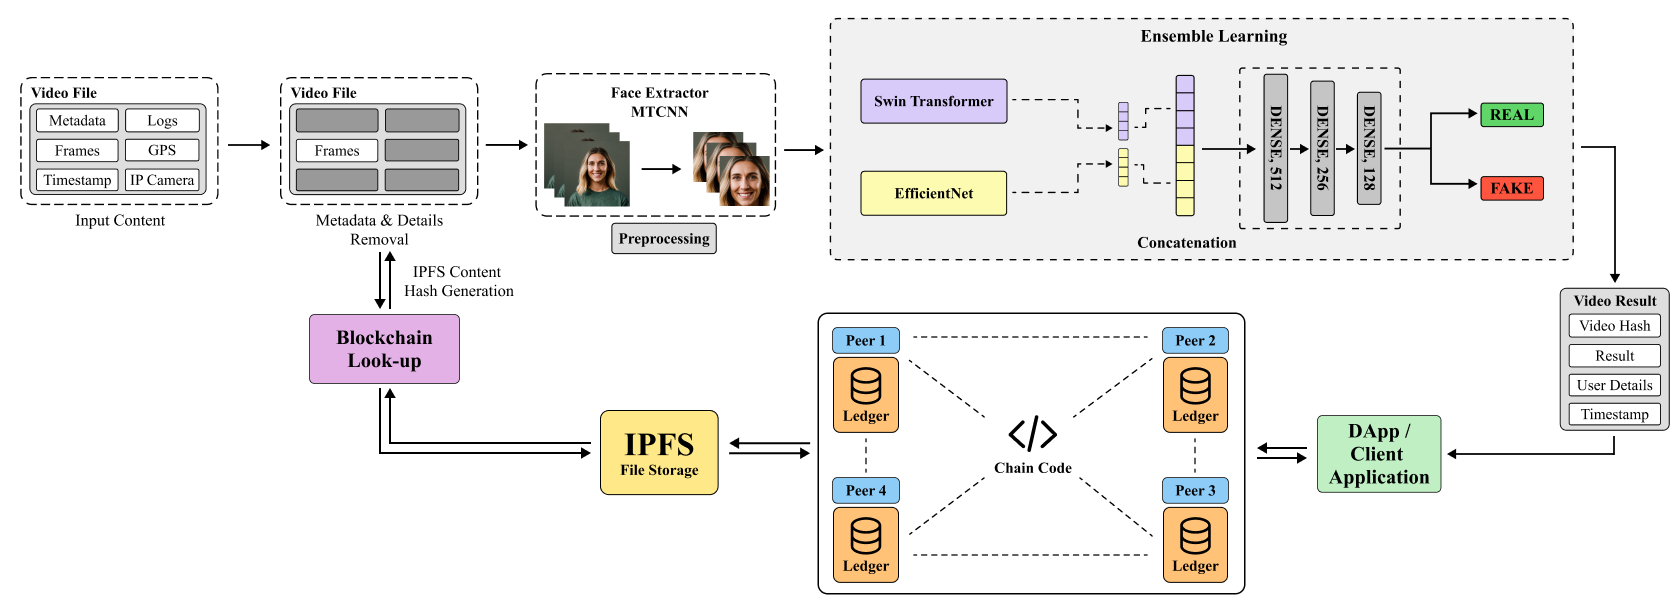 Video File
Metadata
Logs
Frames
GPS
Timestamp
IP Camera
Input Content
Video File
Frames
Metadata & Details
Removal
Face Extractor
MTCNN
Preprocessing
Ensemble Learning
Swin Transformer
EfficientNet
Concatenation
DENSE, 512
DENSE, 256
DENSE, 128
REAL
FAKE
IPFS Content
Hash Generation
Blockchain
Look-up
IPFS
File Storage
Peer 1
Ledger
Peer 2
Ledger
Chain Code
Peer 4
Ledger
Peer 3
Ledger
Video Result
Video Hash
Result
User Details
Timestamp
DApp /
Client
Application